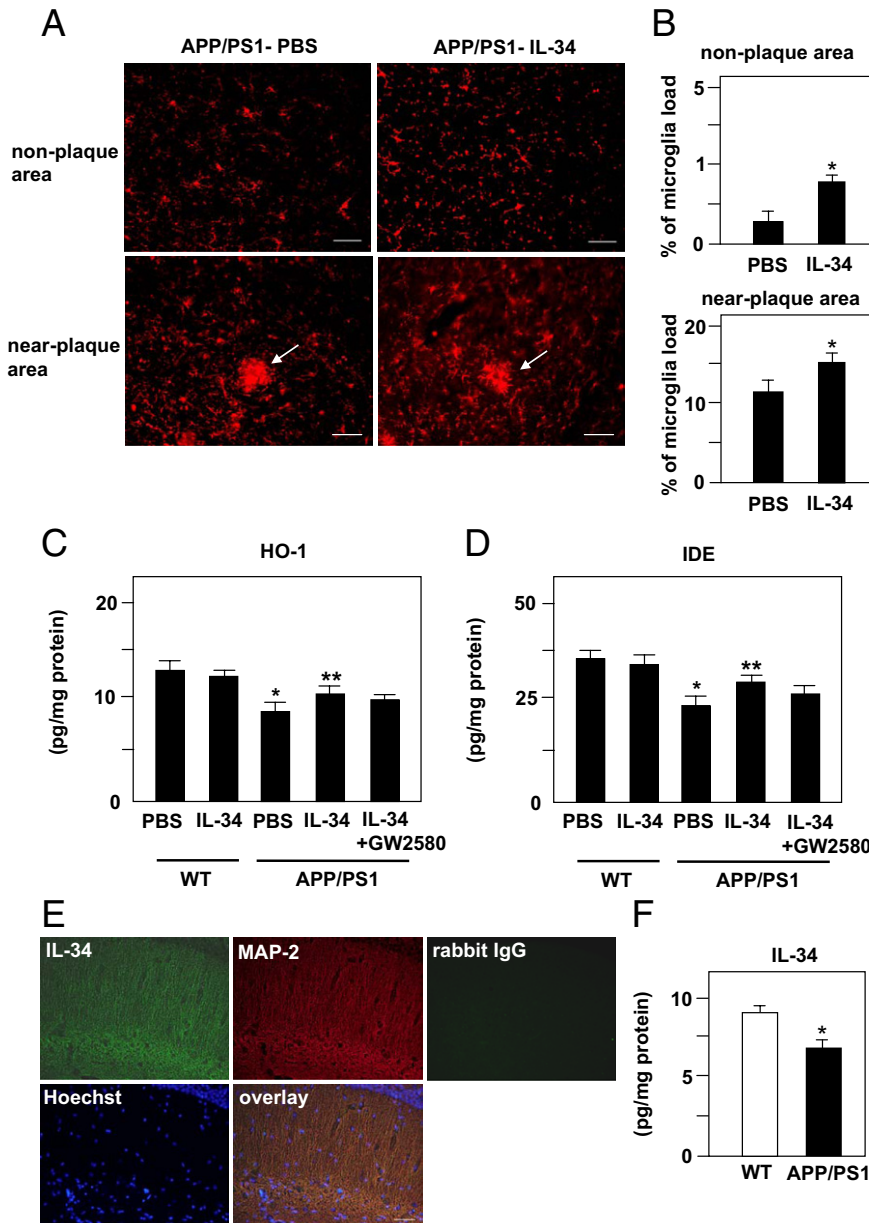 A
APP/PS1- PBS
APP/PS1- IL-34
non-plaque
area
near-plaque
area
B
non-plaque area
% of microglia load
5
1
0
*
PBS
IL-34
near-plaque area
% of microglia load
20
10
0
*
PBS
IL-34
C
HO-1
(pg/mg protein)
20
10
0
*
**
PBS
IL-34
PBS
IL-34
IL-34
+GW2580
WT
APP/PS1
D
IDE
(pg/mg protein)
50
25
0
*
**
PBS
IL-34
PBS
IL-34
IL-34
+GW2580
WT
APP/PS1
E
IL-34
MAP-2
rabbit IgG
Hoechst
overlay
F
IL-34
(pg/mg protein)
10
5
0
*
WT
APP/PS1